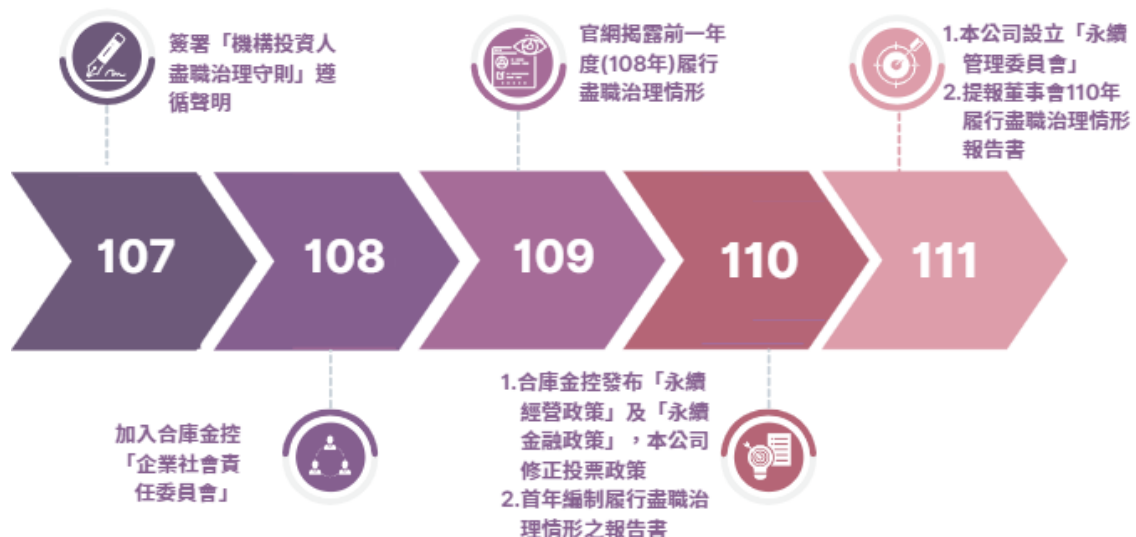 簽署「機構投資人
盡職治理守則」遵
循聲明
官網揭露前一年
度(108年)履行
盡職治理情形
1.本公司設立「永續
管理委員會」
2.提報董事會110年
履行盡職治理情形
報告書
107
108
109
110
111
加入合庫金控
「企業社會責
任委員會」
1.合庫金控發布「永續
經營政策」及「永續
金融政策」，本公司
修正投票政策
2.首年編制履行盡職治
理情形之報告書